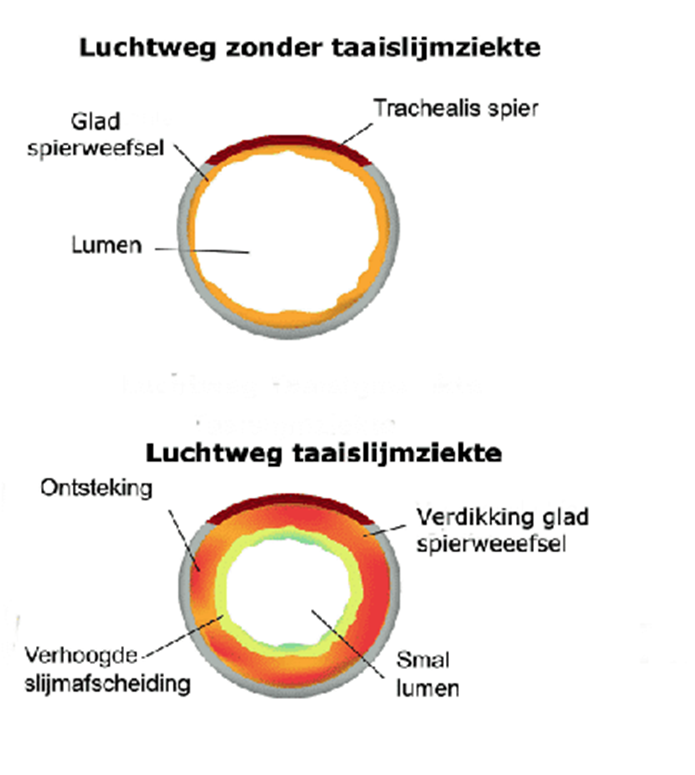 Luchtweg zonder taaislijmziekte
Glad
spierweefsel
Trachealis spier
Lumen
Luchtweg taaislijmziekte
Ontsteking
Verdikking glad
spierweeefsel
Verhoogde
slijmafscheiding
Smal
lumen